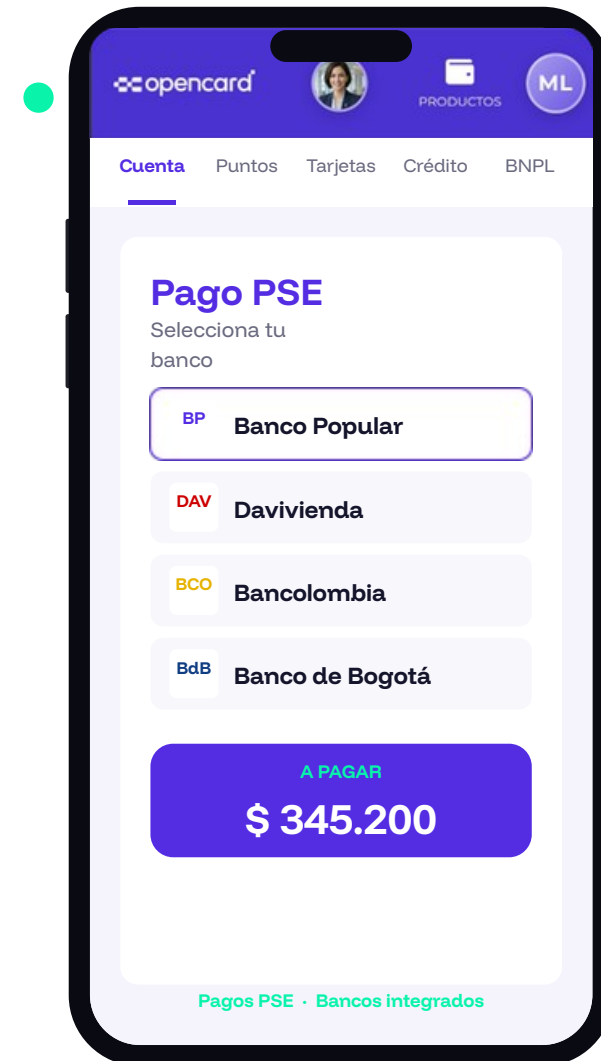 opencard
PRODUCTOS
ML
Cuenta
Puntos
Tarjetas
Crédito
BNPL
Pago PSE
Selecciona tu
banco
BP
Banco Popular
DAV
Davivienda
BCO
Bancolombia
BdB
Banco de Bogotá
A PAGAR
$ 345.200
Pagos PSE · Bancos integrados